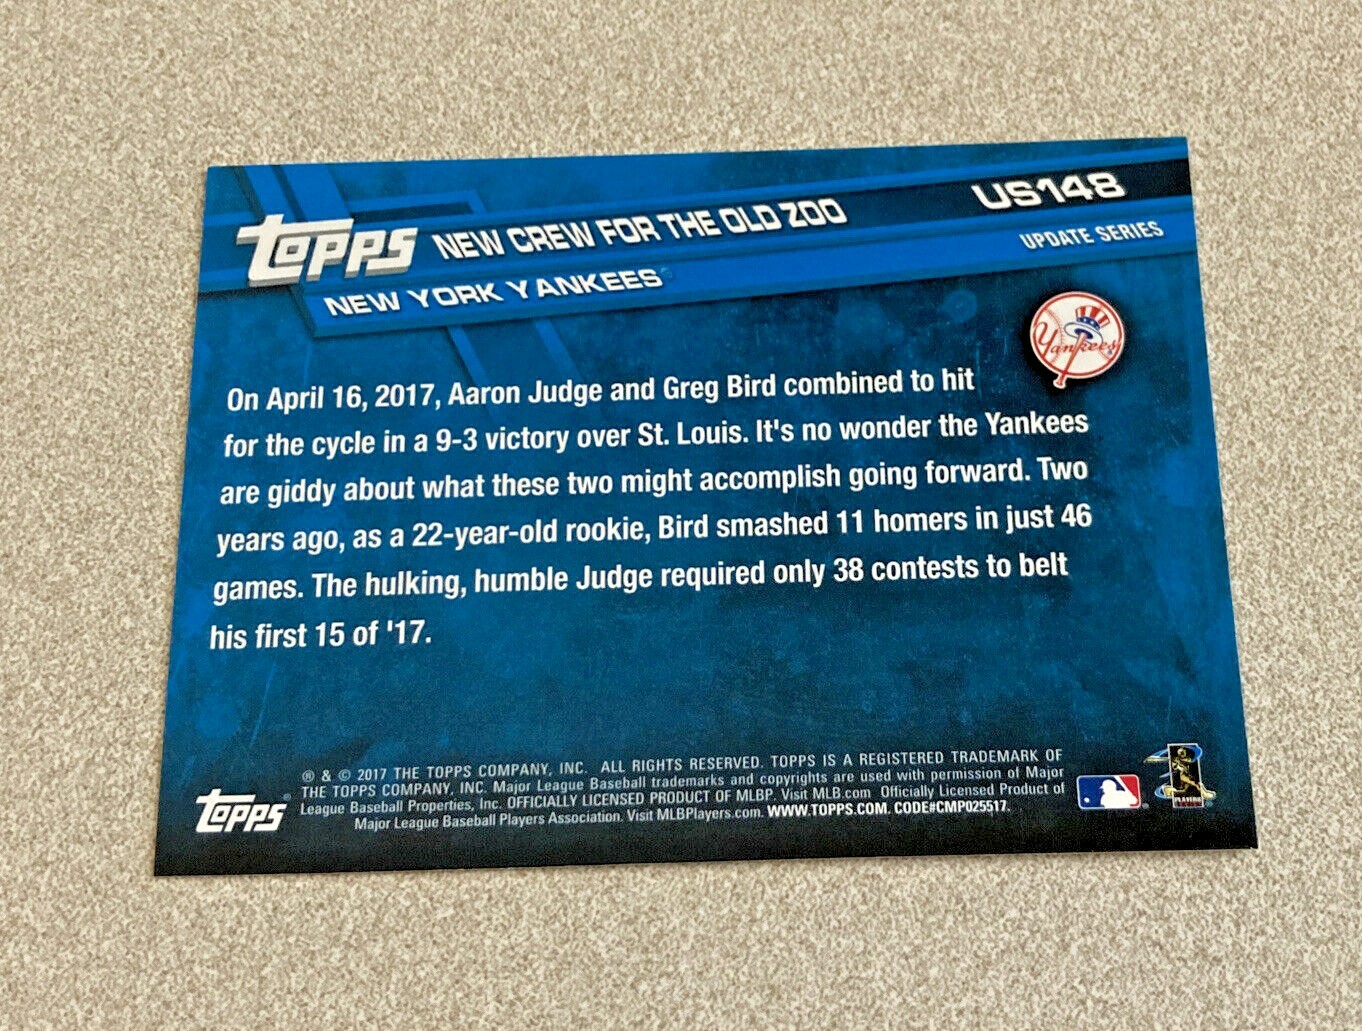 TOPPS NEW CREW FOR THE OLD ZOO US148
NEW YORK YANKEES UPDATE SERIES
Yankees
On April 16, 2017, Aaron Judge and Greg Bird combined to hit
for the cycle in a 9-3 victory over St. Louis. It's no wonder the Yankees
are giddy about what these two might accomplish going forward. Two
years ago, as a 22-year-old rookie, Bird smashed 11 homers in just 46
games. The hulking, humble Judge required only 38 contests to belt
his first 15 of '17.
® & © 2017 THE TOPPS COMPANY, INC. ALL RIGHTS RESERVED. TOPPS IS A REGISTERED TRADEMARK OF
THE TOPPS COMPANY, INC. Major League Baseball trademarks and copyrights are used with permission of Major
League Baseball Properties, Inc. OFFICIALLY LICENSED PRODUCT OF MLBP. Visit MLB.com Officially Licensed Product of
Major League Baseball Players Association. Visit MLBPlayers.com. WWW.TOPPS.COM. CODE#CMP025517.
TOPPS®
PLAYERS